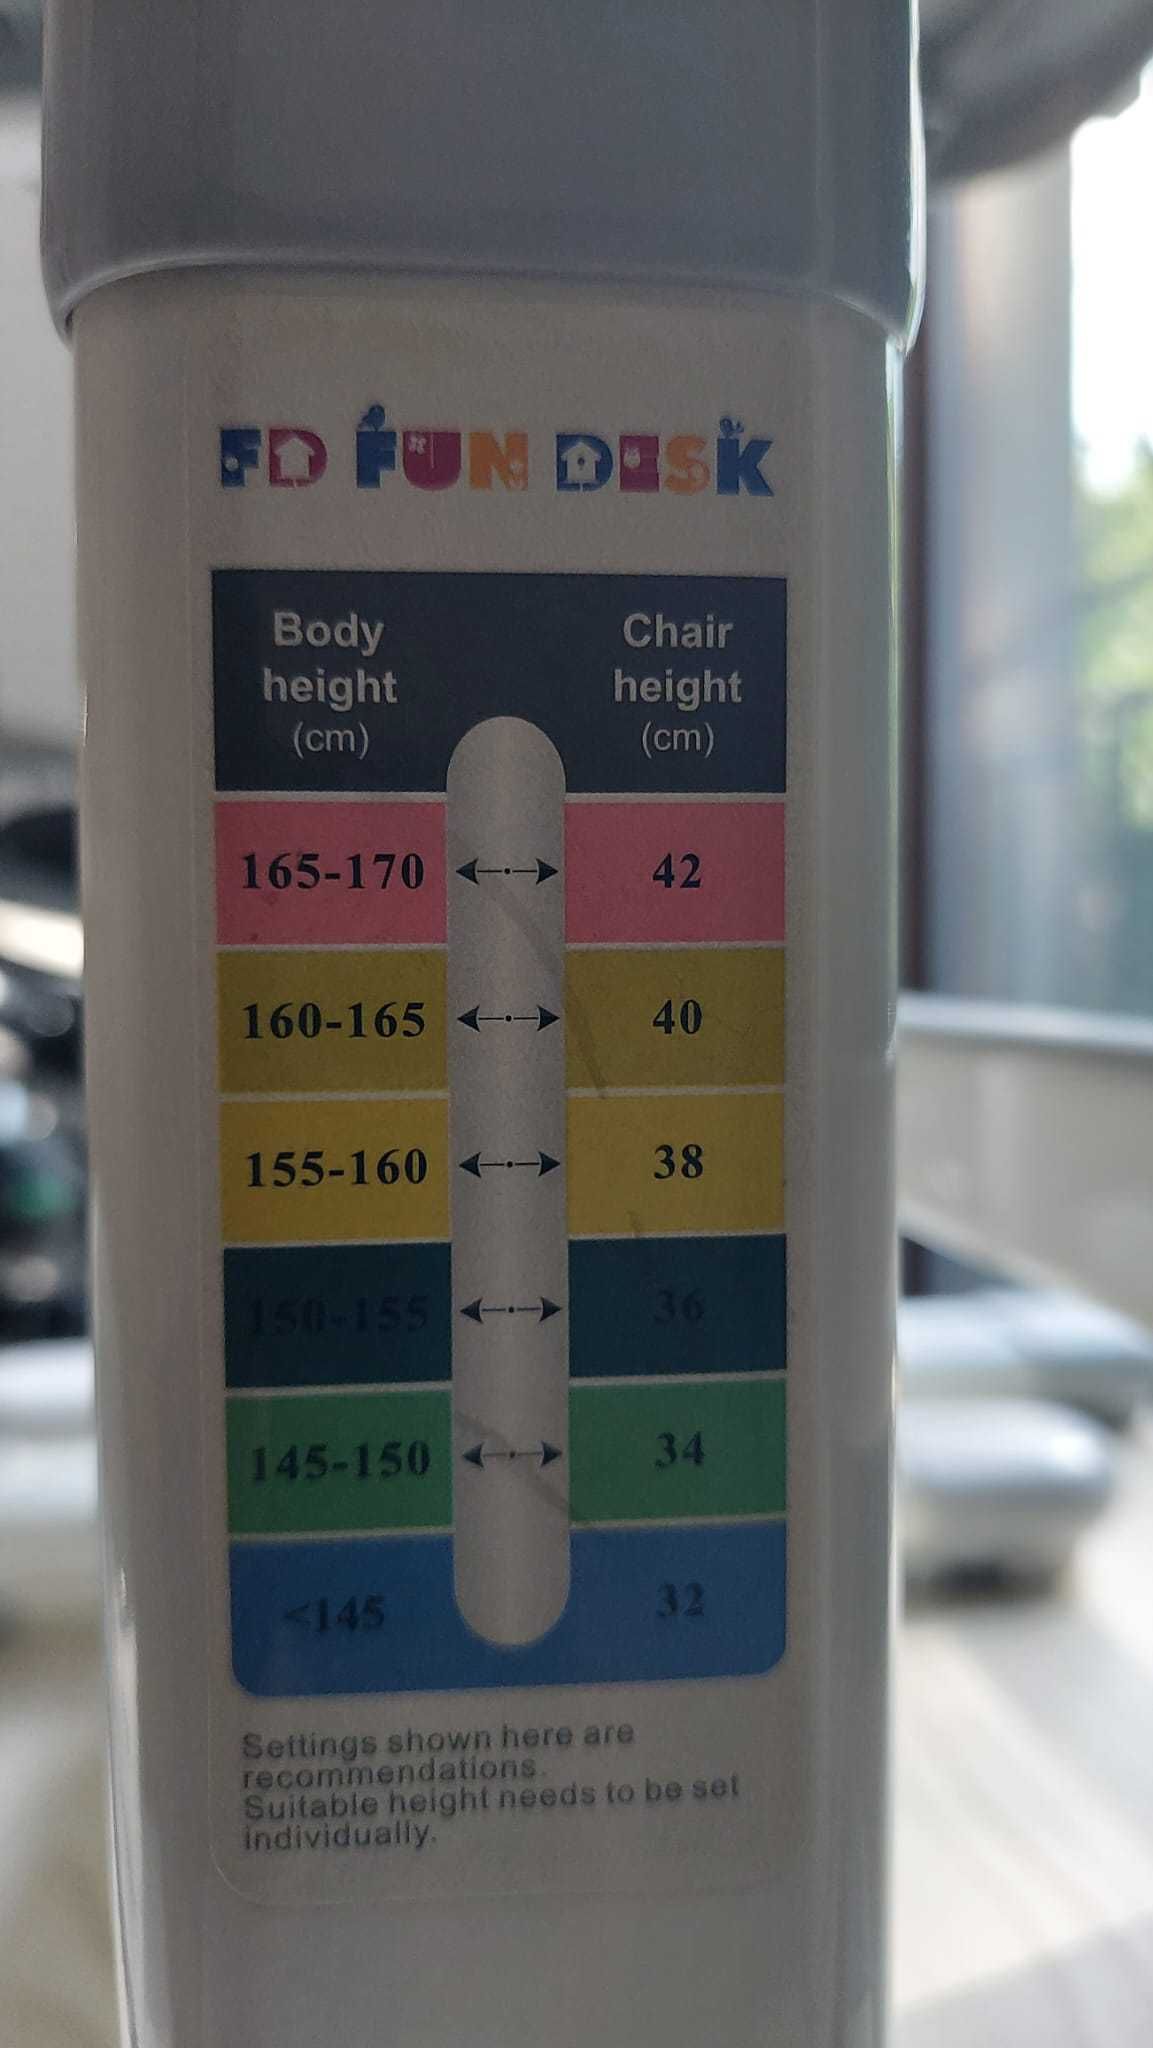 FD FUN DESK
Body height (cm) Chair height (cm)
165-170 42
160-165 40
155-160 38
150-155 36
145-150 34
<145 32
Settings shown here are
recommendations.
Suitable height needs to be set
individually.